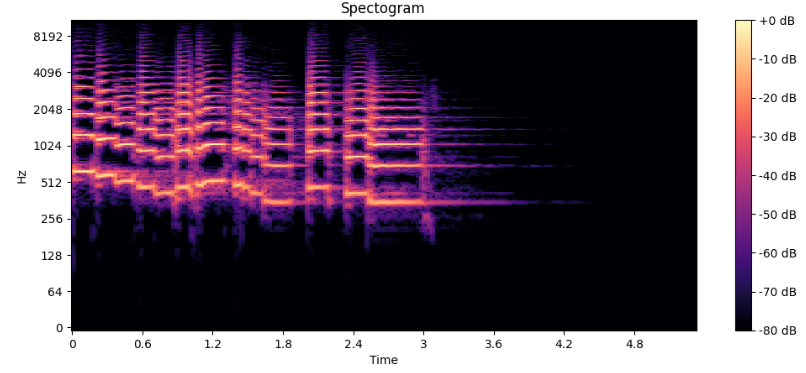 Spectogram
+0 dB
8192
-10 dB
4096
-20 dB
2048
-30 dB
1024
Hz
-40 dB
512
-50 dB
256
-60 dB
128
64
-70 dB
0
-80 dB
0 0.6 1.2 1.8 2.4 3 3.6 4.2 4.8
Time